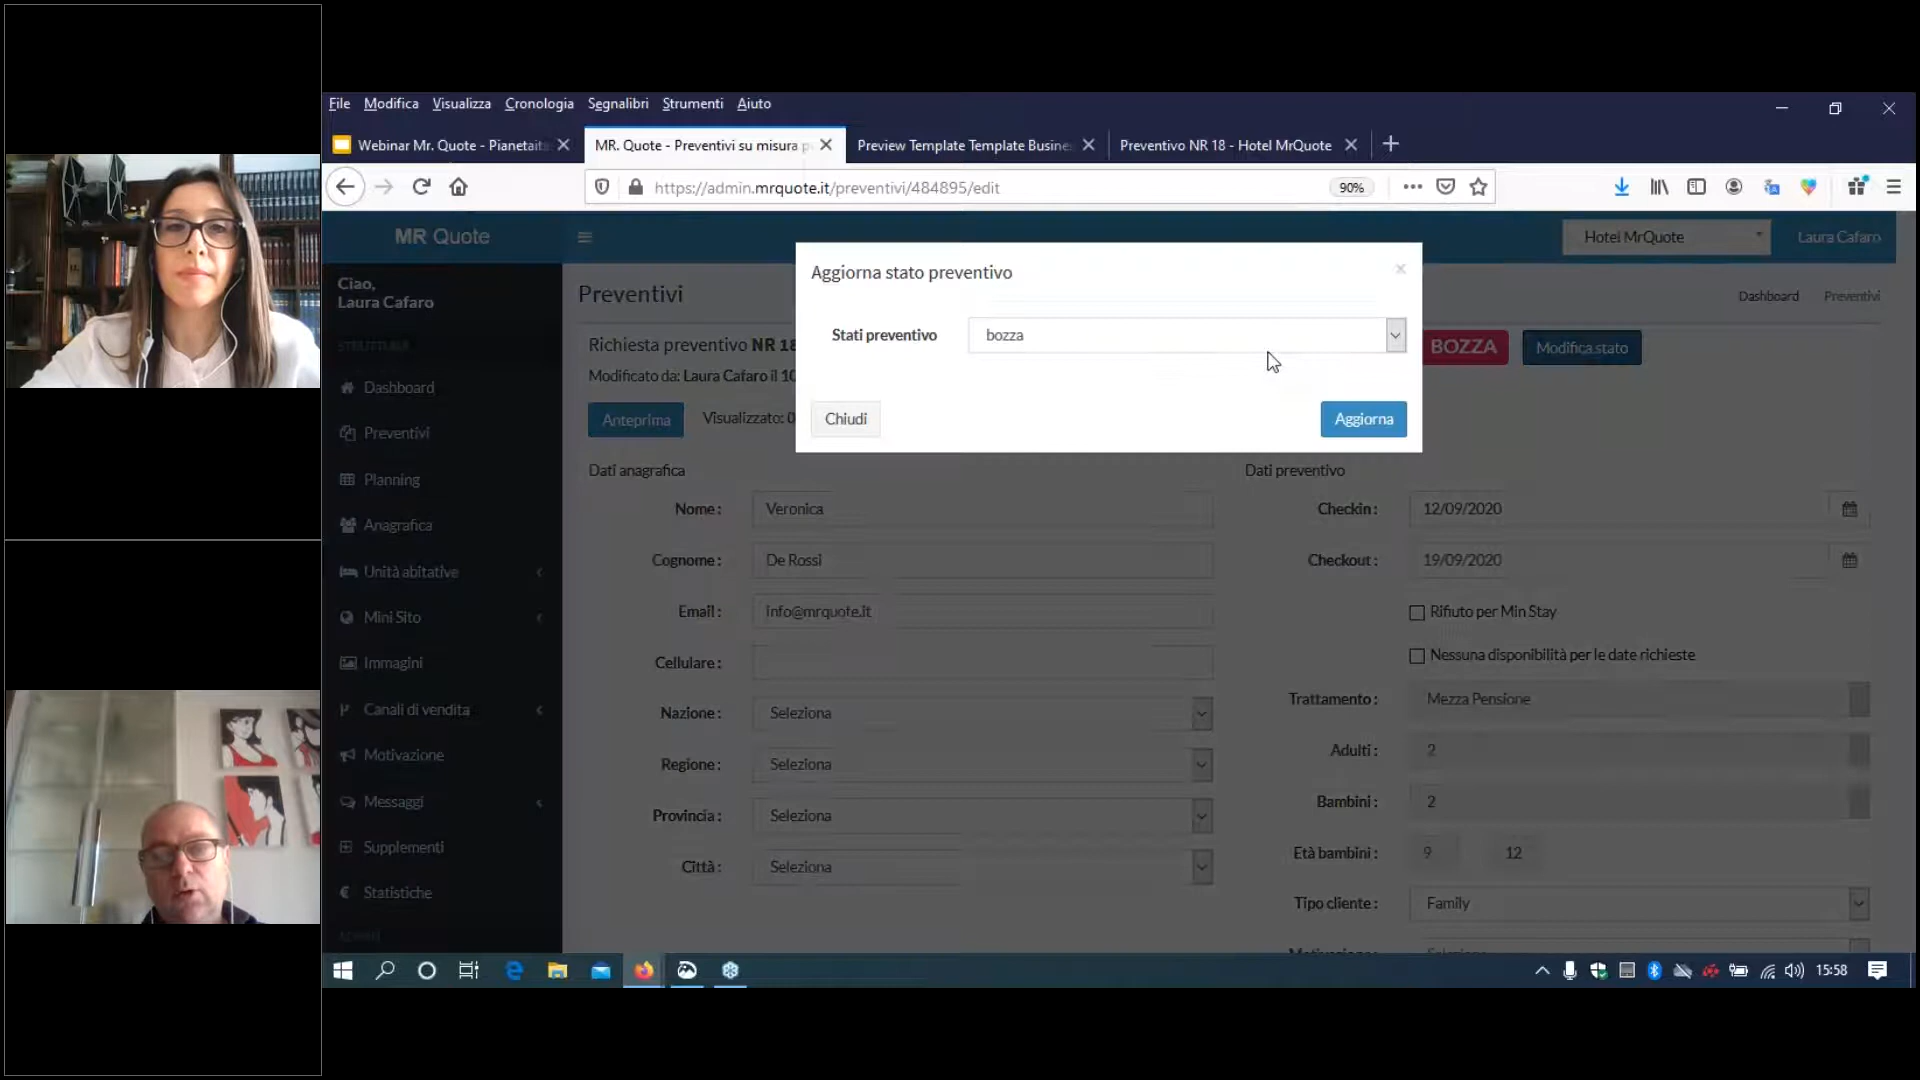 File Modifica Visualizza Cronologia Segnalibri Strumenti Aiuto
Webinar Mr. Quote - Pianetaita
MR. Quote - Preventivi su misura p
Preview Template Template Busine
Preventivo NR 18 - Hotel MrQuote
https://admin.mrquote.it/preventivi/484895/edit
90%
MR Quote
Hotel MrQuote
Laura Cafaro
Ciao,
Laura Cafaro
STRUTTURA
Dashboard
Preventivi
Planning
Anagrafica
Unità abitative
Mini Sito
Immagini
Canali di vendita
Motivazione
Messaggi
Supplementi
Statistiche
Preventivi
Dashboard Preventivi
Richiesta preventivo NR 18
BOZZA
Modifica stato
Modificato da: Laura Cafaro il 10
Anteprima
Visualizzato: 0
Aggiorna stato preventivo
×
Stati preventivo
bozza
Chiudi
Aggiorna
Dati anagrafica
Nome: Veronica
Cognome: De Rossi
Email: info@mrquote.it
Cellulare:
Nazione: Seleziona
Regione: Seleziona
Provincia: Seleziona
Città: Seleziona
Dati preventivo
Checkin: 12/09/2020
Checkout: 19/09/2020
Rifiuto per Min Stay
Nessuna disponibilità per le date richieste
Trattamento: Mezza Pensione
Adulti: 2
Bambini: 2
Età bambini: 9 12
Tipo cliente: Family
Motivazione: Seleziona
15:58